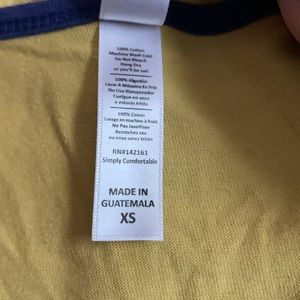 100% Cotton
Machine Wash Cold
Do Not Bleach
Hang Dry
or you'll be sad!
100% Algodón
Lavar A Máquina En Frío
No Use Blanqueador
Cuelgue en seco
o estarás triste
100% Coton
Lavage en machine à froid
Ne Pas Javelliser
Accrochez sec
ou vous serez triste!
RN#142161
Simply Comfortable
MADE IN
GUATEMALA
XS